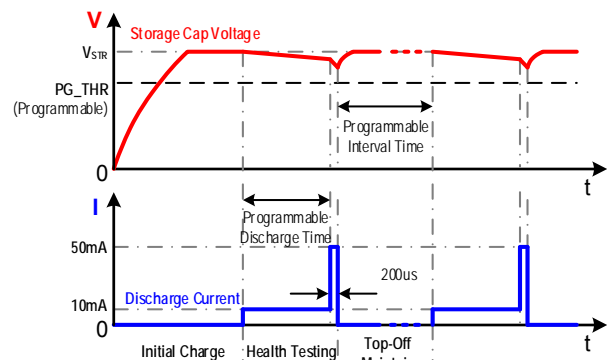 V
Storage Cap Voltage
VSTR
PG_THR
(Programmable)
Programmable
Interval Time
0
t
I
Programmable
Discharge Time
50mA
200us
Discharge Current
10mA
0
t
Initial Charge
Health Testing
Top-Off